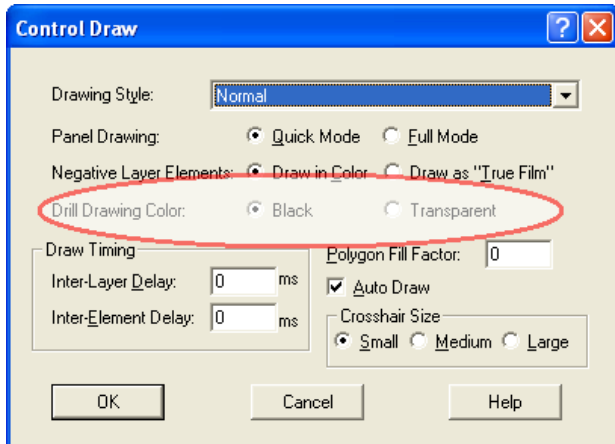 Control Draw
Drawing Style: Normal
Panel Drawing: Quick Mode Full Mode
Negative Layer Elements: Draw in Color Draw as "True Film"
Drill Drawing Color: Black Transparent
Draw Timing
Polygon Fill Factor: 0
Inter-Layer Delay: 0 ms
Auto Draw
Inter-Element Delay: 0 ms
Crosshair Size
Small Medium Large
OK Cancel Help